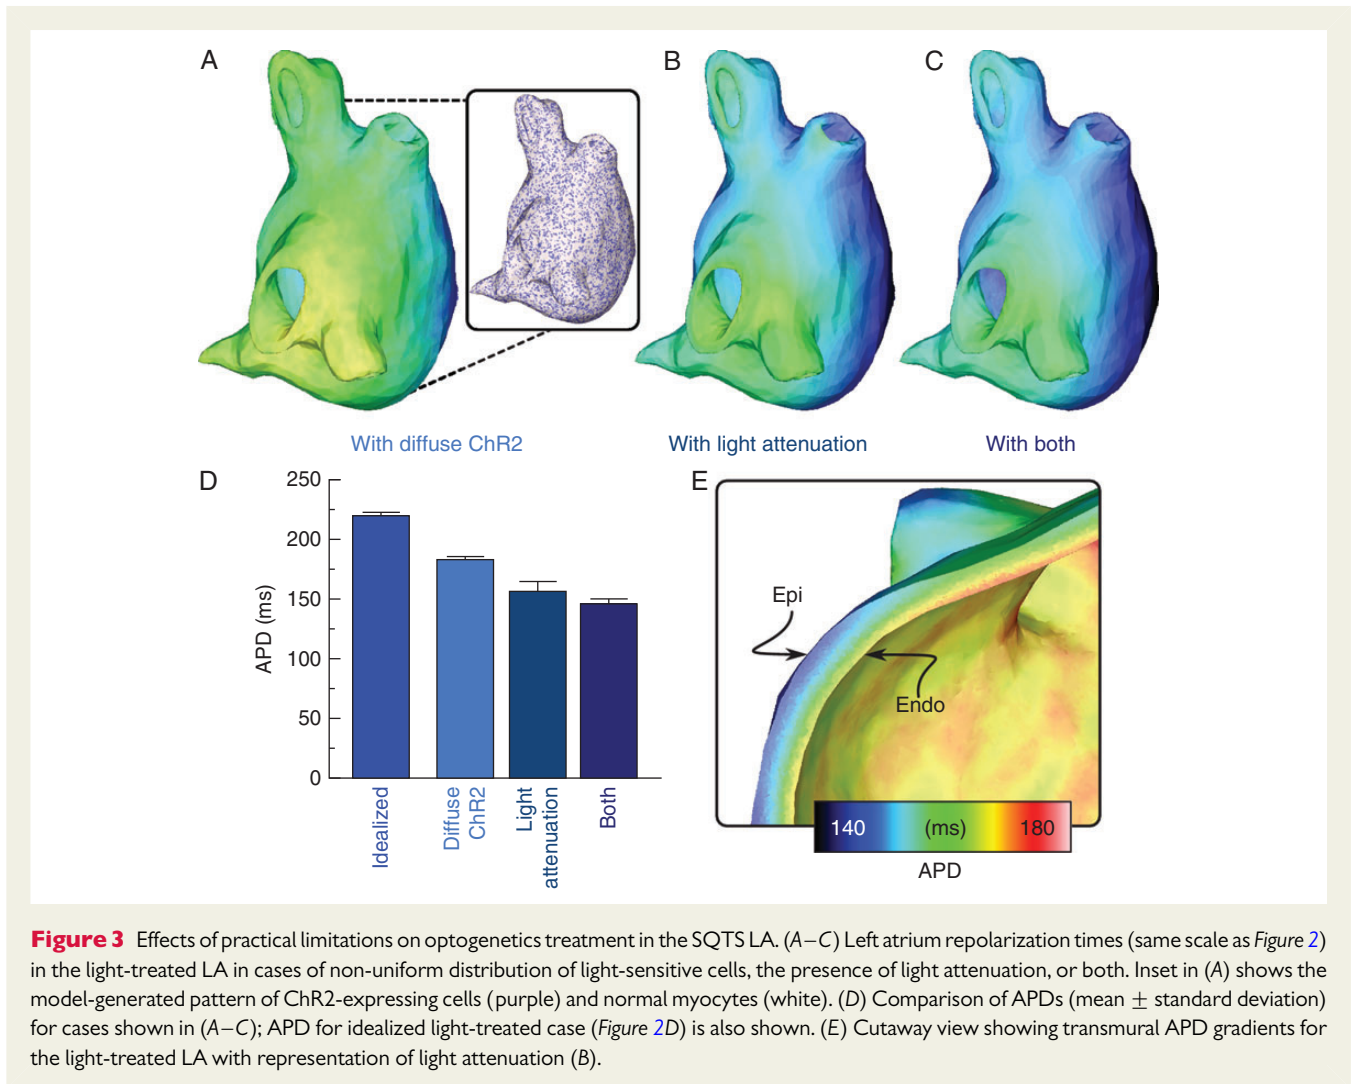 A
B
C
With diffuse ChR2
With light attenuation
With both
D
250
200
150
100
50
0
APD (ms)
Idealized
Diffuse
ChR2
Light
attenuation
Both
E
Epi
Endo
140
(ms)
180
APD
Figure 3 Effects of practical limitations on optogenetics treatment in the SQTS LA. (A–C) Left atrium repolarization times (same scale as Figure 2)
in the light-treated LA in cases of non-uniform distribution of light-sensitive cells, the presence of light attenuation, or both. Inset in (A) shows the
model-generated pattern of ChR2-expressing cells (purple) and normal myocytes (white). (D) Comparison of APDs (mean ± standard deviation)
for cases shown in (A–C); APD for idealized light-treated case (Figure 2D) is also shown. (E) Cutaway view showing transmural APD gradients for
the light-treated LA with representation of light attenuation (B).